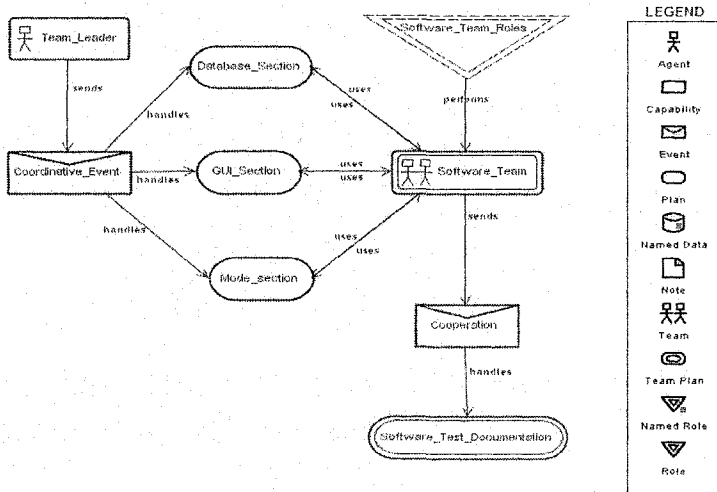 LEGEND
Team_Leader
Software_Team_Roles
Database_Section
Agent
sends
uses
uses
performs
handles
Capability
Event
Coordinative_Event
handles
GUI_Section
uses
uses
Software_Team
Plan
Named Data
handles
uses
uses
sends
Mode_section
Note
Cooperation
Team
handles
Team Plan
Software_Test_Documentation
Named Role
Role